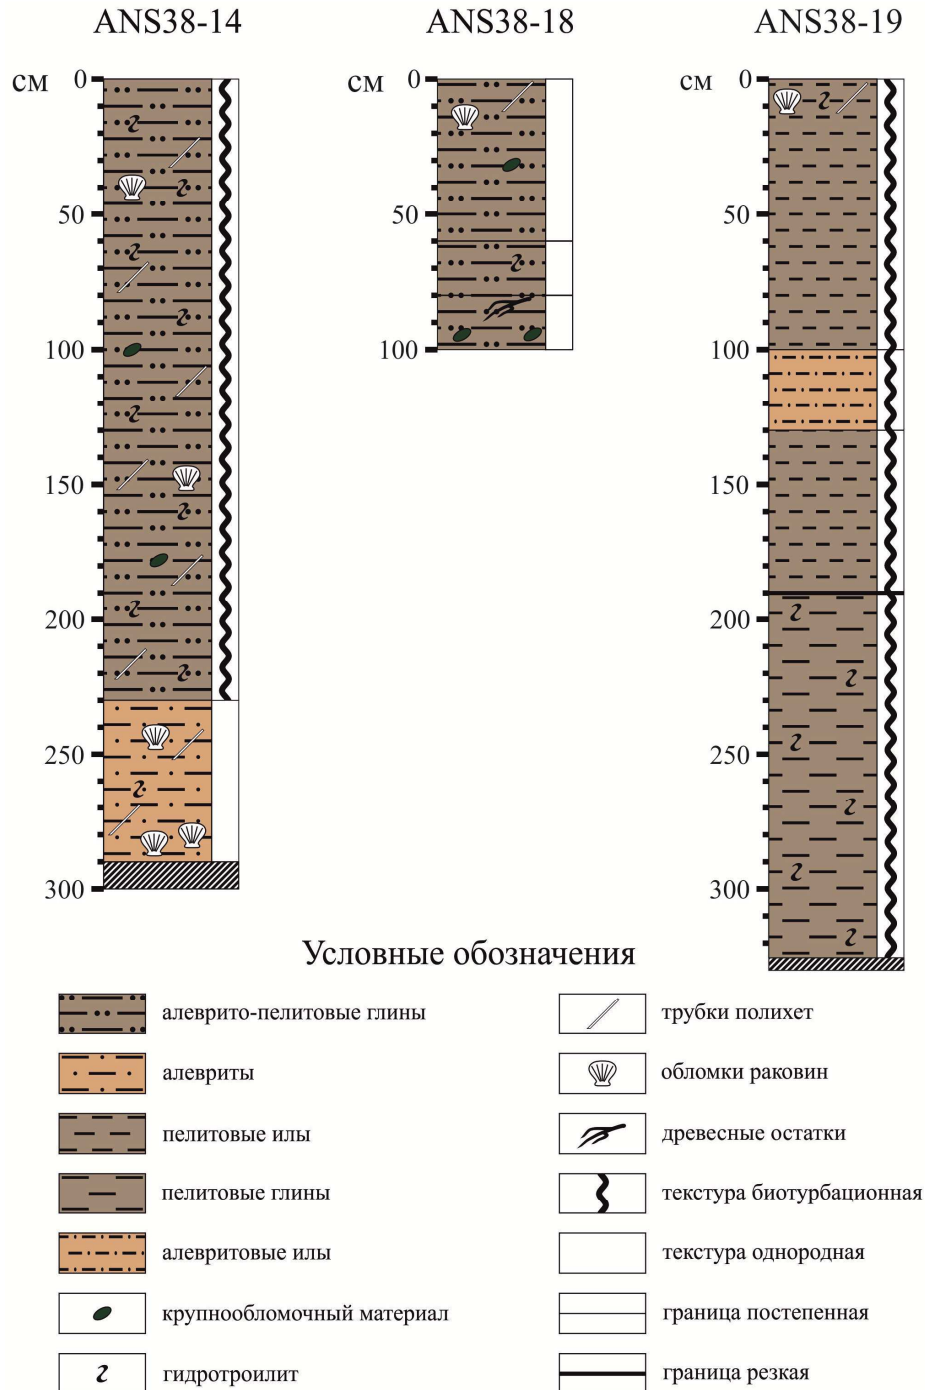 ANS38-14
ANS38-18
ANS38-19
см
0
50
100
150
200
250
300
0
50
100
см
0
50
100
150
200
250
300
Условные обозначения
алеврито-пелитовые глины
алевриты
пелитовые илы
пелитовые глины
алевритовые илы
крупнообломочный материал
гидротроилит
трубки полихет
обломки раковин
древесные остатки
текстура биотурбационная
текстура однородная
граница постепенная
граница резкая